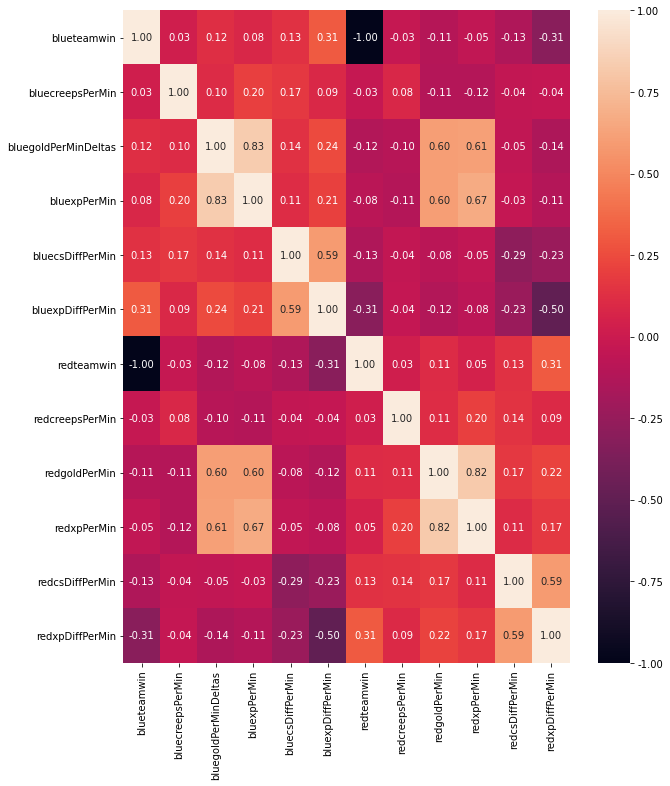 blueteamwin 1.00 0.03 0.12 0.08 0.13 0.31 -1.00 -0.03 -0.11 -0.05 -0.13 -0.31
bluecreepsPerMin 0.03 1.00 0.10 0.20 0.17 0.09 -0.03 0.08 -0.11 -0.12 -0.04 -0.04
bluegoldPerMinDeltas 0.12 0.10 1.00 0.83 0.14 0.24 -0.12 -0.10 0.60 0.61 -0.05 -0.14
bluexpPerMin 0.08 0.20 0.83 1.00 0.11 0.21 -0.08 -0.11 0.60 0.67 -0.03 -0.11
bluecsDiffPerMin 0.13 0.17 0.14 0.11 1.00 0.59 -0.13 -0.04 -0.08 -0.05 -0.29 -0.23
bluexpDiffPerMin 0.31 0.09 0.24 0.21 0.59 1.00 -0.31 -0.04 -0.12 -0.08 -0.23 -0.50
redteamwin -1.00 -0.03 -0.12 -0.08 -0.13 -0.31 1.00 0.03 0.11 0.05 0.13 0.31
redcreepsPerMin -0.03 0.08 -0.10 -0.11 -0.04 -0.04 0.03 1.00 0.11 0.20 0.14 0.09
redgoldPerMin -0.11 -0.11 0.60 0.60 -0.08 -0.12 0.11 0.11 1.00 0.82 0.17 0.22
redxpPerMin -0.05 -0.12 0.61 0.67 -0.05 -0.08 0.05 0.20 0.82 1.00 0.11 0.17
redcsDiffPerMin -0.13 -0.04 -0.05 -0.03 -0.29 -0.23 0.13 0.14 0.17 0.11 1.00 0.59
redxpDiffPerMin -0.31 -0.04 -0.14 -0.11 -0.23 -0.50 0.31 0.09 0.22 0.17 0.59 1.00
blueteamwin
bluecreepsPerMin
bluegoldPerMinDeltas
bluexpPerMin
bluecsDiffPerMin
bluexpDiffPerMin
redteamwin
redcreepsPerMin
redgoldPerMin
redxpPerMin
redcsDiffPerMin
redxpDiffPerMin
1.00
0.75
0.50
0.25
0.00
-0.25
-0.50
-0.75
-1.00